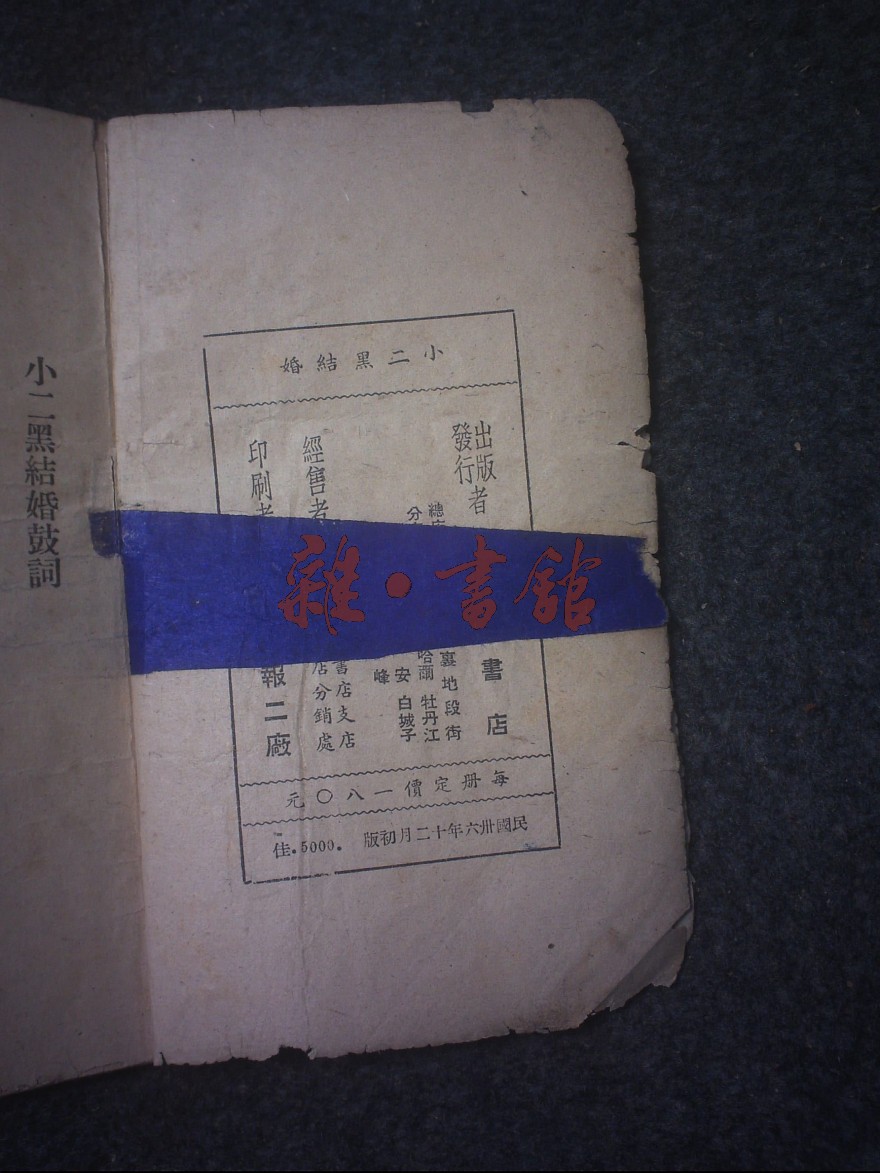 小二黑結婚
出版者
發行
書店
總
分
裏地段街
哈爾 牡丹江
安 白城子
峰
經售者
書店支店
店分銷處
印刷者
報二廠
每册定價一八〇元
民國卅六年十二月初版 .5000.佳
小二黑結婚鼓詞
雜·書館